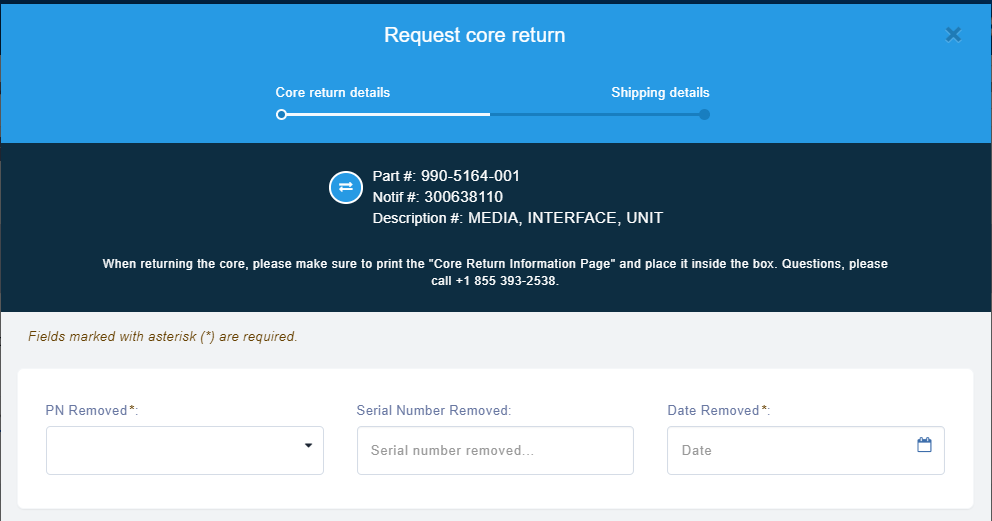 Request core return
Core return details
Shipping details
Part #: 990-5164-001
Notif #: 300638110
Description #: MEDIA, INTERFACE, UNIT
When returning the core, please make sure to print the "Core Return Information Page" and place it inside the box. Questions, please
call +1 855 393-2538.
Fields marked with asterisk (*) are required.
PN Removed*:
Serial Number Removed:
Date Removed*:
Serial number removed...
Date